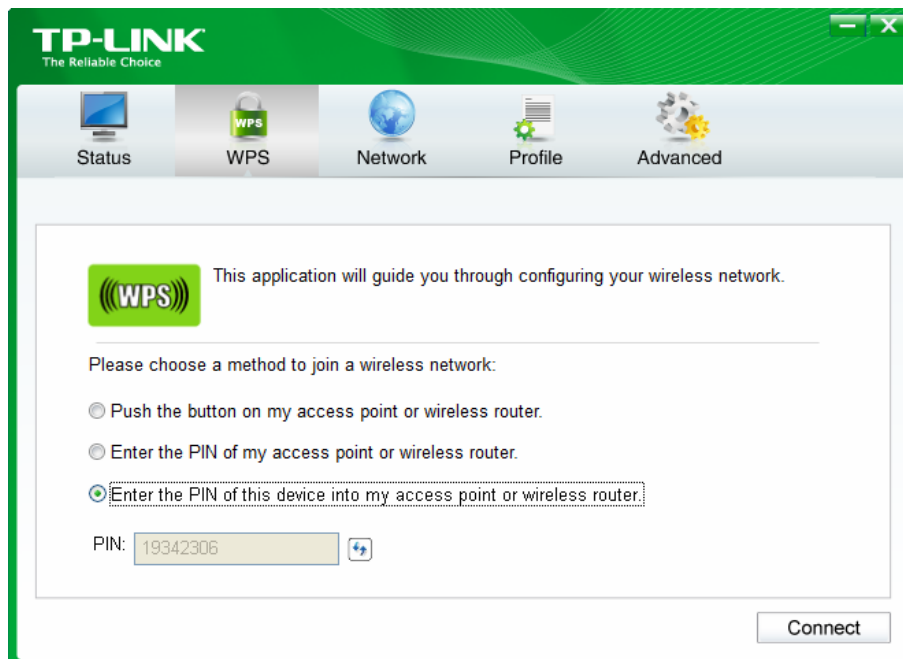 TP-LINK
The Reliable Choice
Status WPS Network Profile Advanced
WPS
This application will guide you through configuring your wireless network.
WPS
Please choose a method to join a wireless network:
Push the button on my access point or wireless router.
Enter the PIN of my access point or wireless router.
Enter the PIN of this device into my access point or wireless router.
PIN: 19342306
Connect